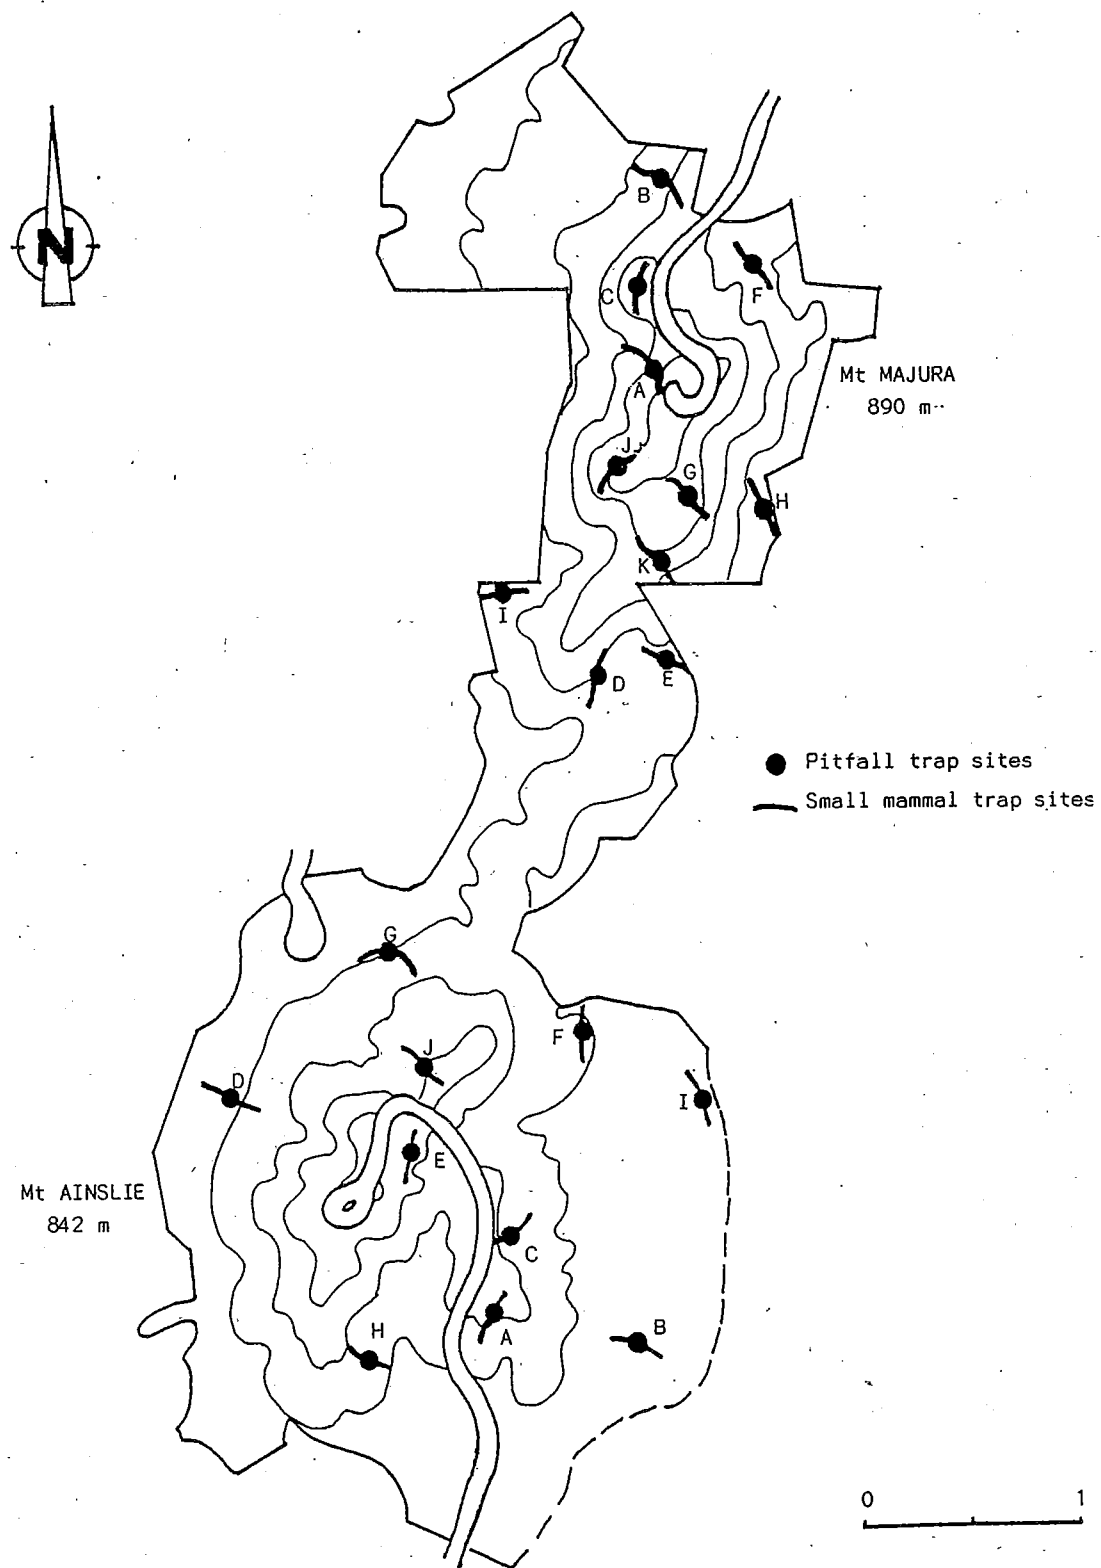 B
N
F
C
Mt MAJURA
A
890 m
J
G
H
K
I
E
D
Pitfall trap sites
Small mammal trap sites
G
F
J
D
I
E
Mt AINSLIE
842 m
C
B
H
A
0 1